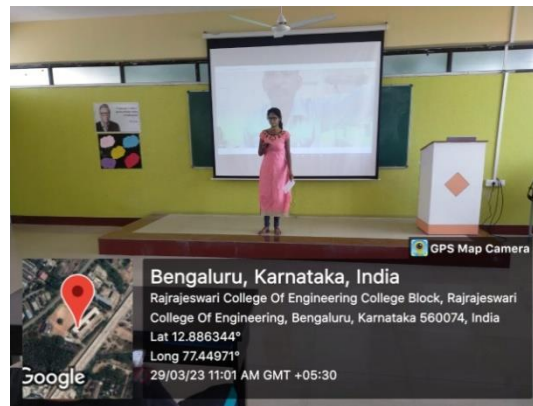 GPS Map Camera
Bengaluru, Karnataka, India
Rajrajeswari College Of Engineering College Block, Rajrajeswari
College Of Engineering, Bengaluru, Karnataka 560074, India
Lat 12.886344°
Long 77.44971°
29/03/23 11:01 AM GMT +05:30
Google